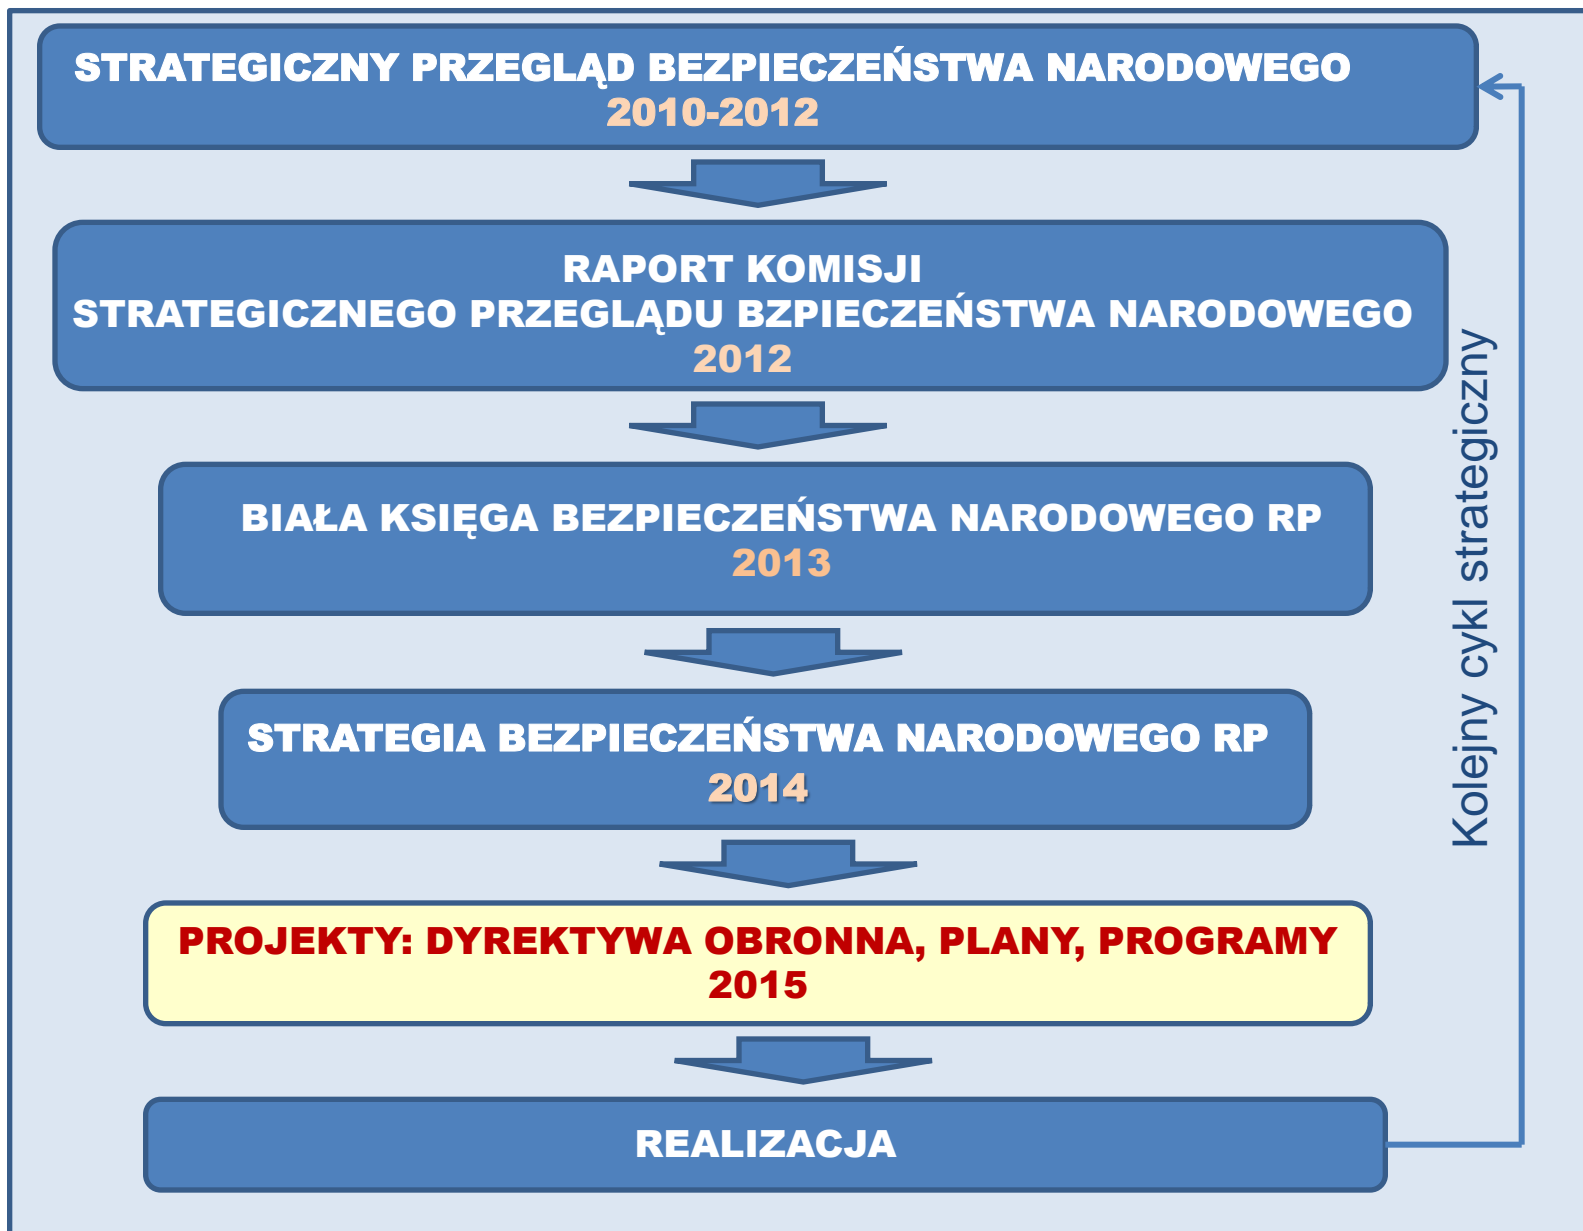 STRATEGICZNY PRZEGLĄD BEZPIECZEŃSTWA NARODOWEGO
2010-2012
RAPORT KOMISJI
STRATEGICZNEGO PRZEGLĄDU BZPIECZEŃSTWA NARODOWEGO
2012
BIAŁA KSIĘGA BEZPIECZEŃSTWA NARODOWEGO RP
2013
STRATEGIA BEZPIECZEŃSTWA NARODOWEGO RP
2014
PROJEKTY: DYREKTYWA OBRONNA, PLANY, PROGRAMY
2015
REALIZACJA
Kolejny cykl strategiczny